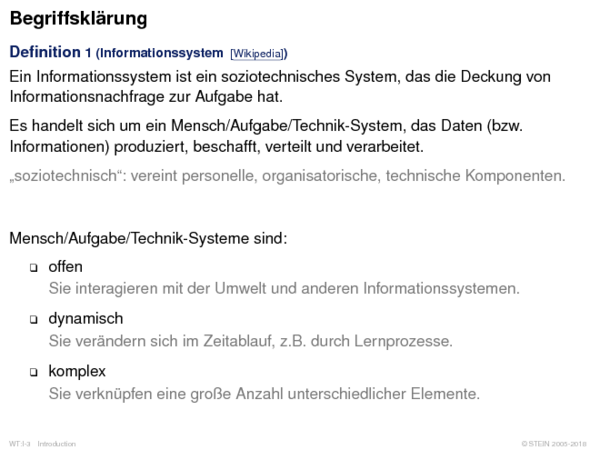 Begriffsklärung
Definition 1 (Informationssystem [Wikipedia])
Ein Informationssystem ist ein soziotechnisches System, das die Deckung von
Informationsnachfrage zur Aufgabe hat.
Es handelt sich um ein Mensch/Aufgabe/Technik-System, das Daten (bzw.
Informationen) produziert, beschafft, verteilt und verarbeitet.
„soziotechnisch“: vereint personelle, organisatorische, technische Komponenten.
Mensch/Aufgabe/Technik-Systeme sind:
❑ offen
Sie interagieren mit der Umwelt und anderen Informationssystemen.
❑ dynamisch
Sie verändern sich im Zeitablauf, z.B. durch Lernprozesse.
❑ komplex
Sie verknüpfen eine große Anzahl unterschiedlicher Elemente.
WT:I-3 Introduction © STEIN 2005-2018